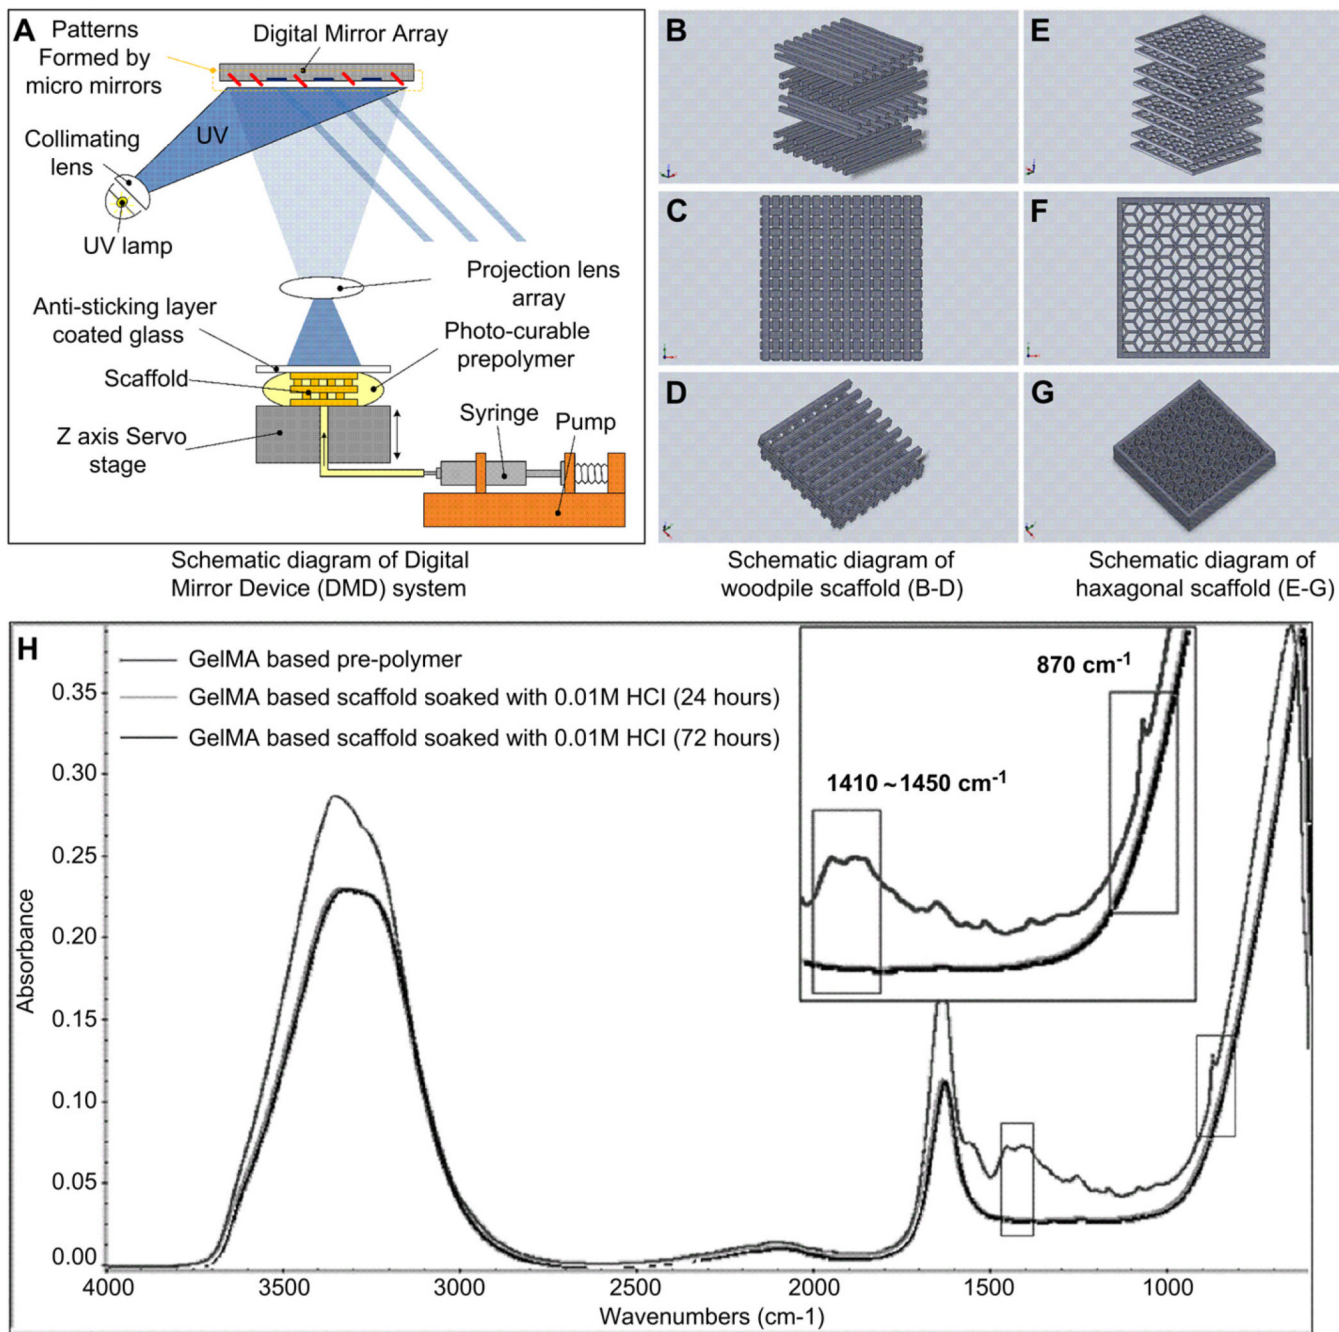 A
Patterns
Formed by
micro mirrors
Digital Mirror Array
Collimating
lens
UV
UV lamp
Projection lens
array
Anti-sticking layer
coated glass
Photo-curable
prepolymer
Scaffold
Z axis Servo
stage
Syringe
Pump
Schematic diagram of Digital
Mirror Device (DMD) system
B
C
D
Schematic diagram of
woodpile scaffold (B-D)
E
F
G
Schematic diagram of
haxagonal scaffold (E-G)
H
GelMA based pre-polymer
GelMA based scaffold soaked with 0.01M HCl (24 hours)
GelMA based scaffold soaked with 0.01M HCl (72 hours)
870 cm-1
1410 ~ 1450 cm-1
Absorbance
0.35
0.30
0.25
0.20
0.15
0.10
0.05
0.00
4000 3500 3000 2500 2000 1500 1000
Wavenumbers (cm-1)